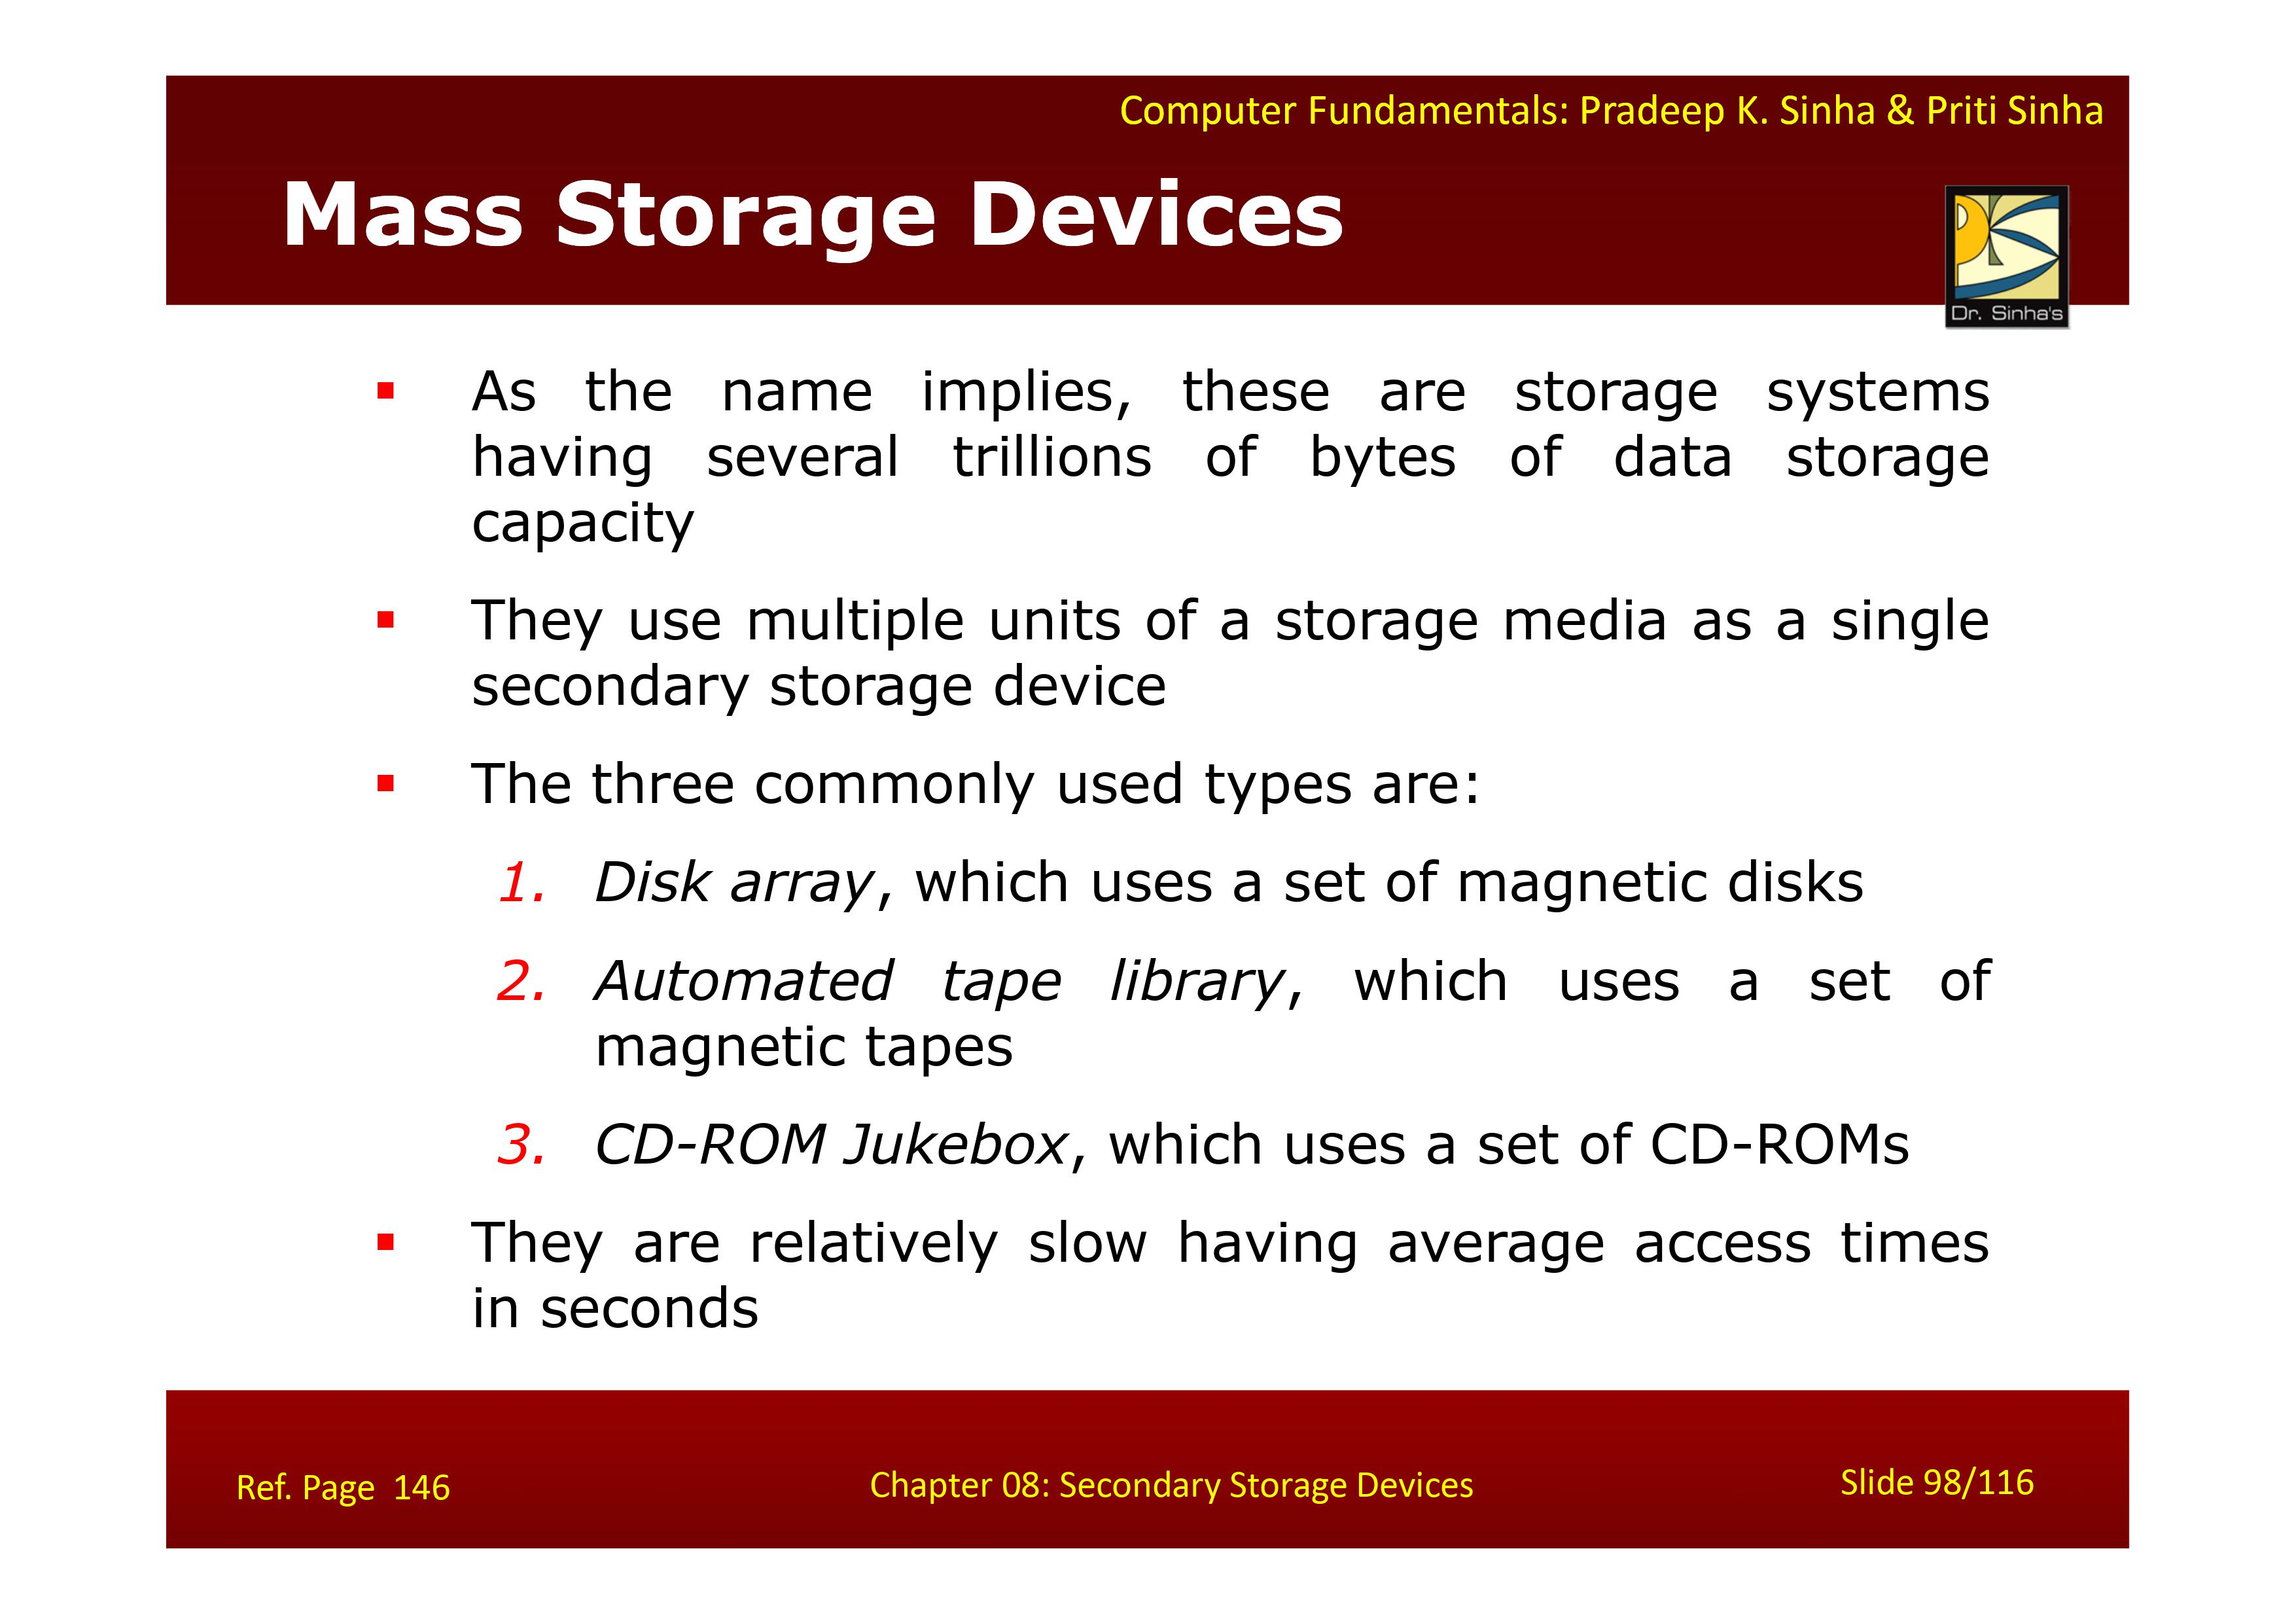 Computer Fundamentals: Pradeep K. Sinha & Priti Sinha
Mass Storage Devices
Dr. Sinha's
▪ As the name implies, these are storage systems
having several trillions of bytes of data storage
capacity
▪ They use multiple units of a storage media as a single
secondary storage device
▪ The three commonly used types are:
1. Disk array, which uses a set of magnetic disks
2. Automated tape library, which uses a set of
magnetic tapes
3. CD-ROM Jukebox, which uses a set of CD-ROMs
▪ They are relatively slow having average access times
in seconds
Ref. Page 146
Chapter 08: Secondary Storage Devices
Slide 98/116